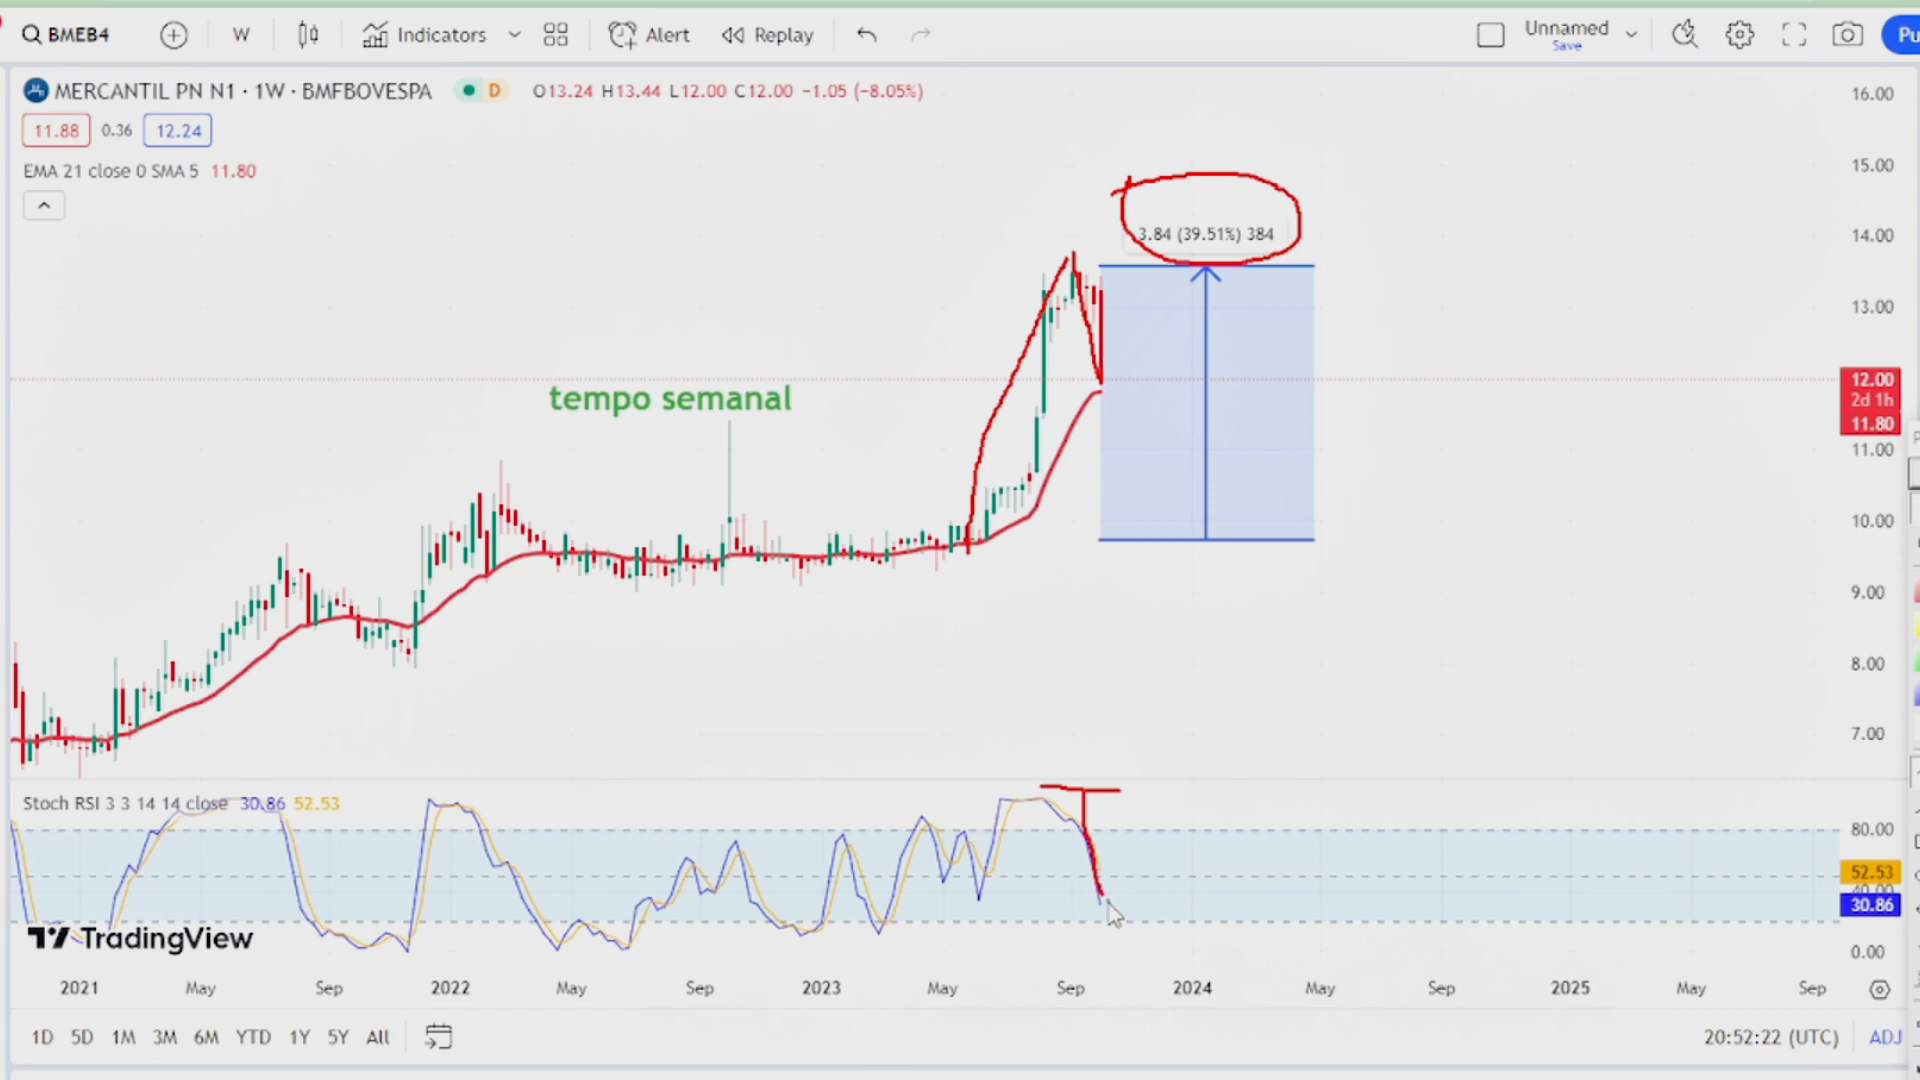 BMEB4 W Indicators Alert Replay Unnamed Save Pu
MERCANTIL PN N1 · 1W · BMFBOVESPA D O13.24 H13.44 L12.00 C12.00 −1.05 (−8.05%)
11.88 0.36 12.24
EMA 21 close 0 SMA 5 11.80
16.00
15.00
14.00
13.00
12.00
2d 1h
11.80
11.00
10.00
9.00
8.00
7.00
3.84 (39.51%) 384
tempo semanal
Stoch RSI 3 3 14 14 close 30.86 52.53
80.00
52.53
40.00
30.86
0.00
TradingView
2021 May Sep 2022 May Sep 2023 May Sep 2024 May Sep 2025 May Sep
1D 5D 1M 3M 6M YTD 1Y 5Y All 20:52:22 (UTC) ADJ